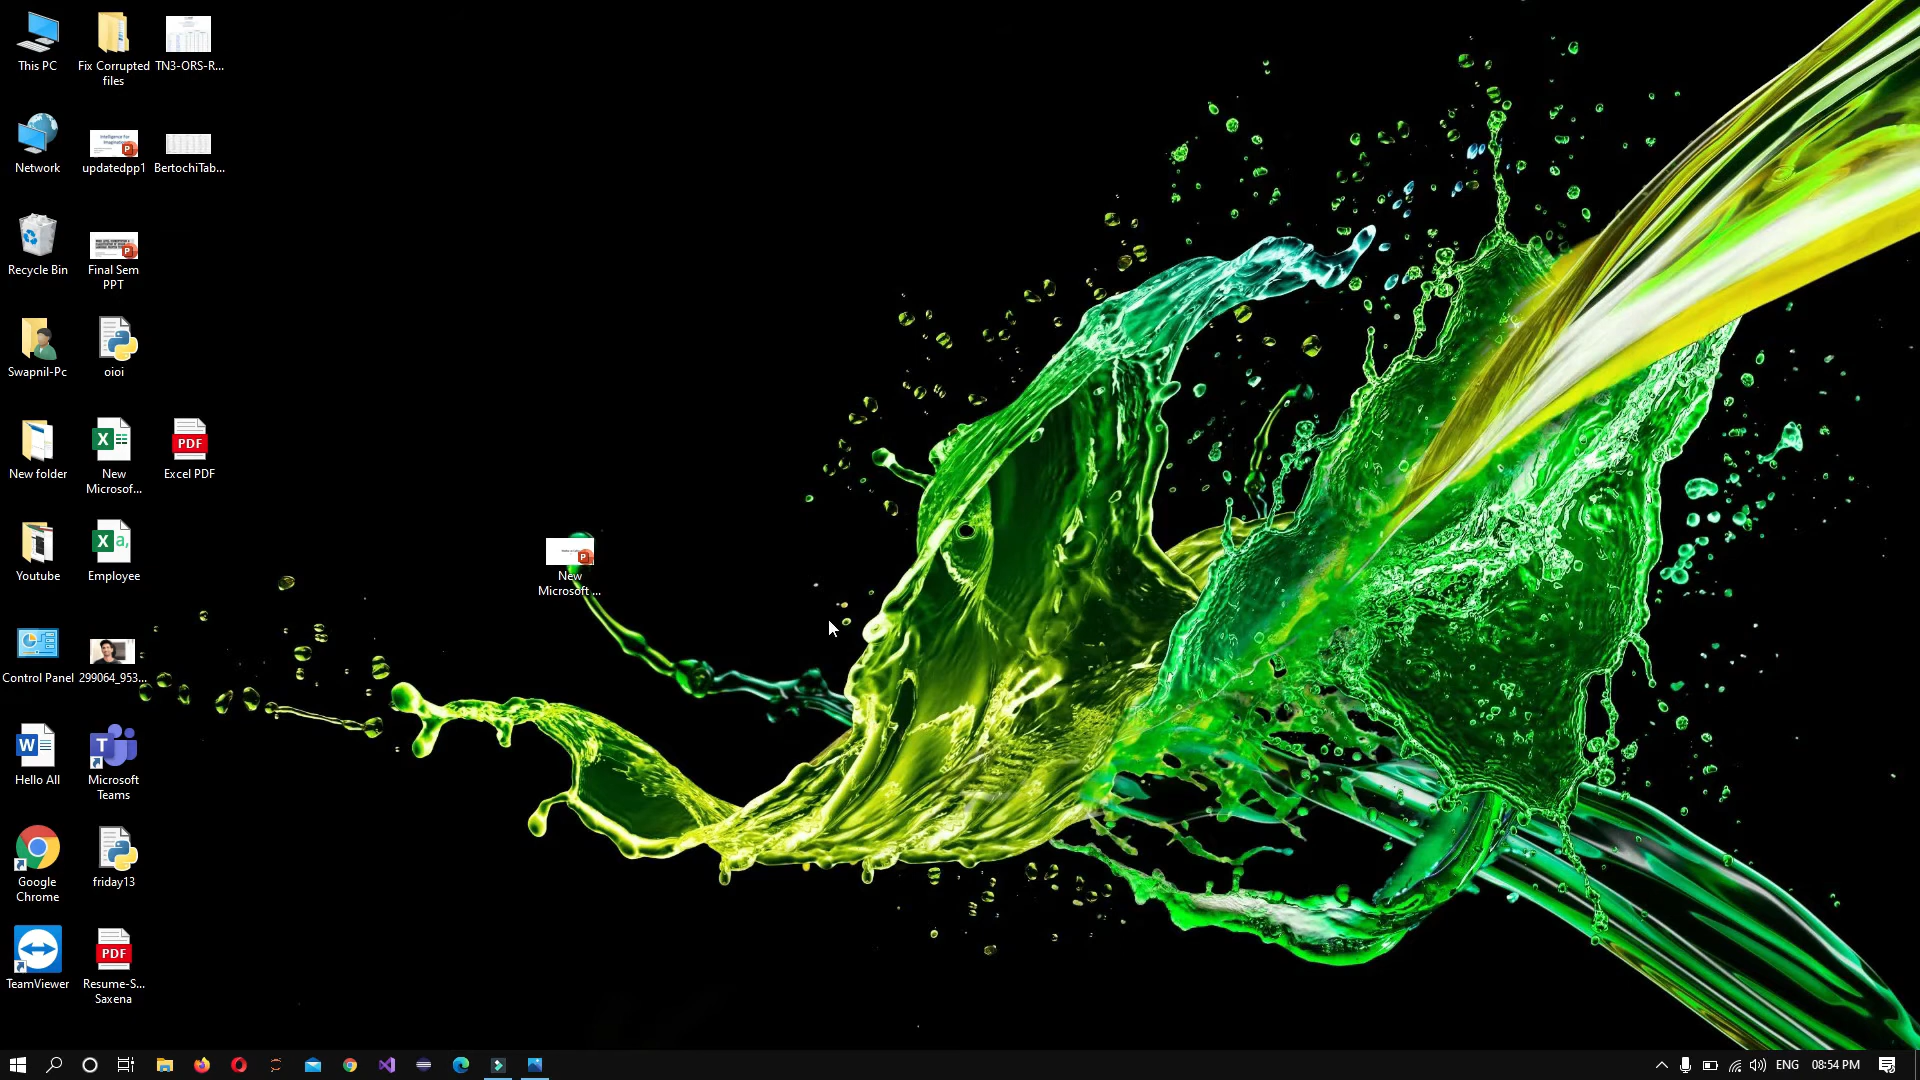 This PC
Fix Corrupted
files
TN3-ORS-R...
Network
updatedpp1
BertochiTab...
Recycle Bin
Final Sem
PPT
Swapnil-Pc
oioi
New folder
New
Microsof...
Excel PDF
PDF
Youtube
Employee
New
Microsoft ...
Control Panel
299064_953...
Hello All
Microsoft
Teams
Google
Chrome
friday13
TeamViewer
PDF
Resume-S...
Saxena
ENG
08:54 PM